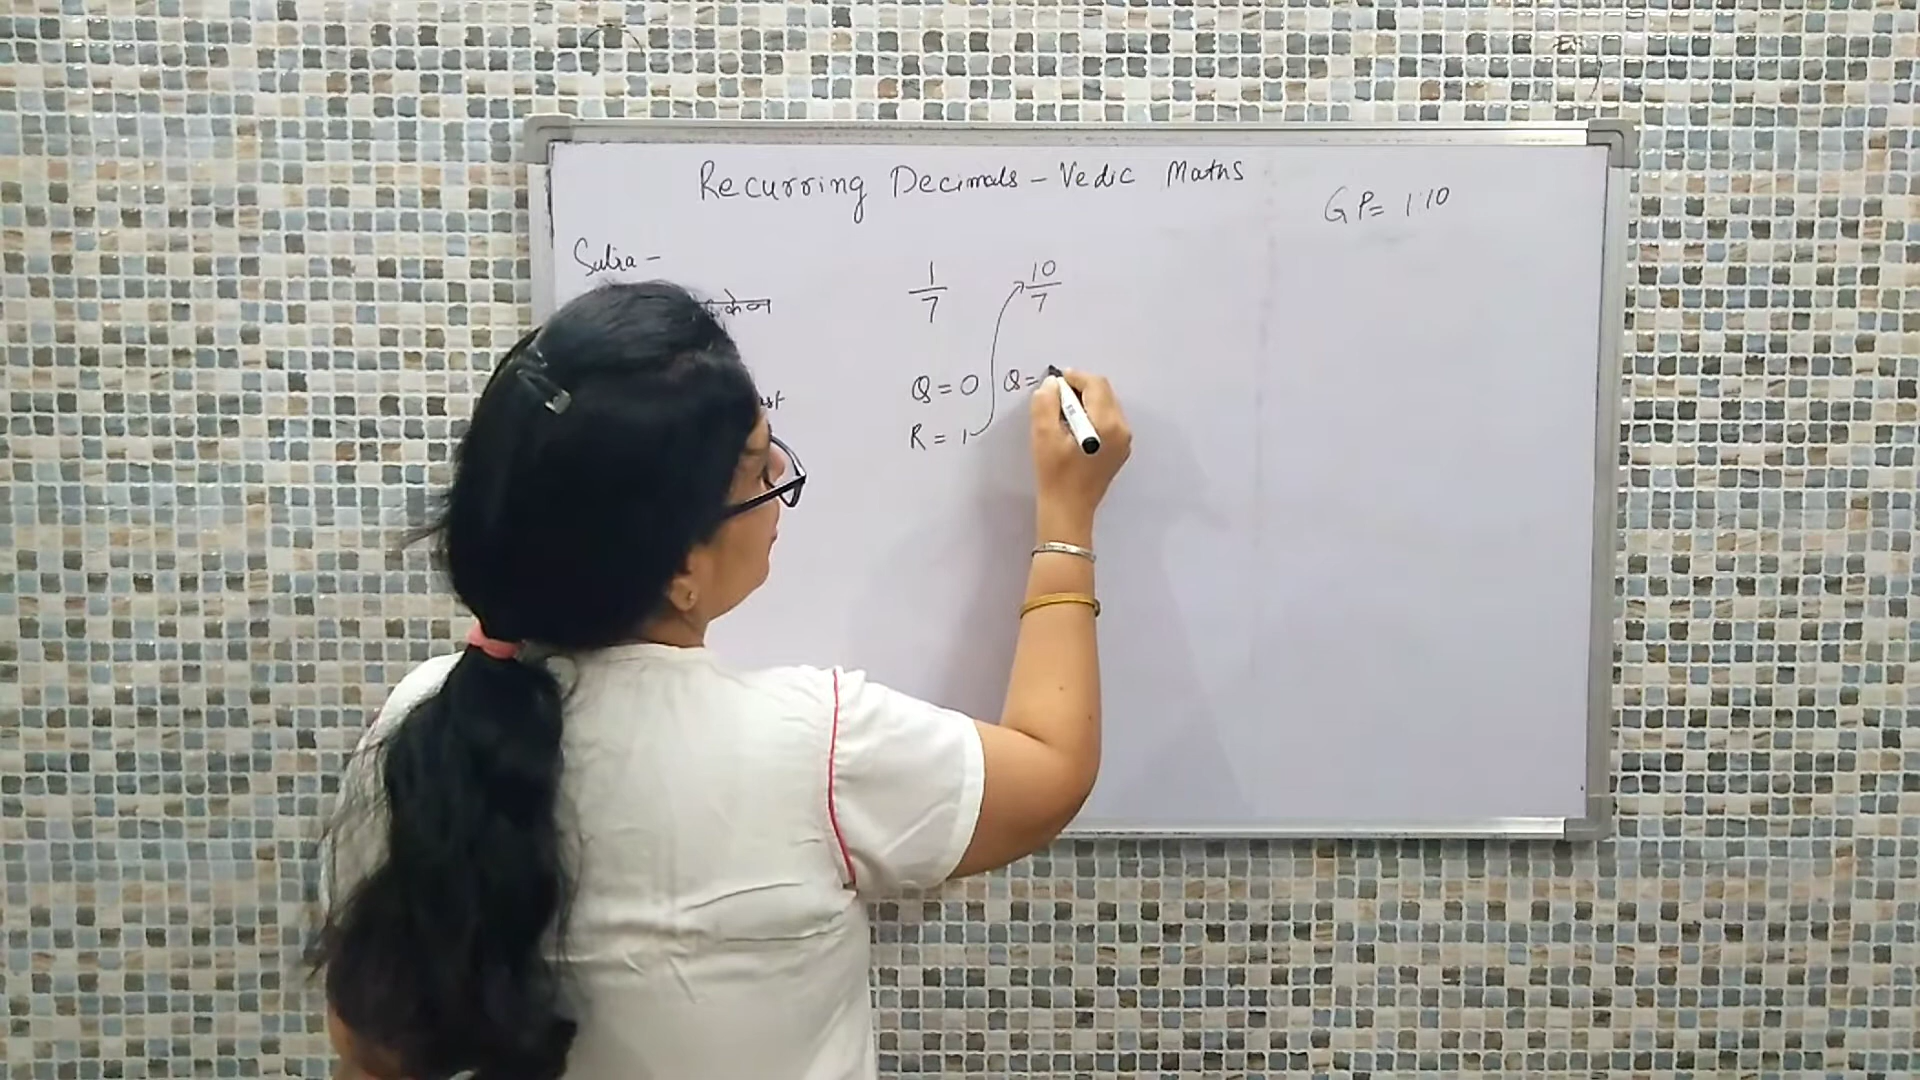 Recurring Decimals - Vedic Maths
GP = 1:10
Sutra -
1/7
10/7
Q = 0
Q =
R = 1